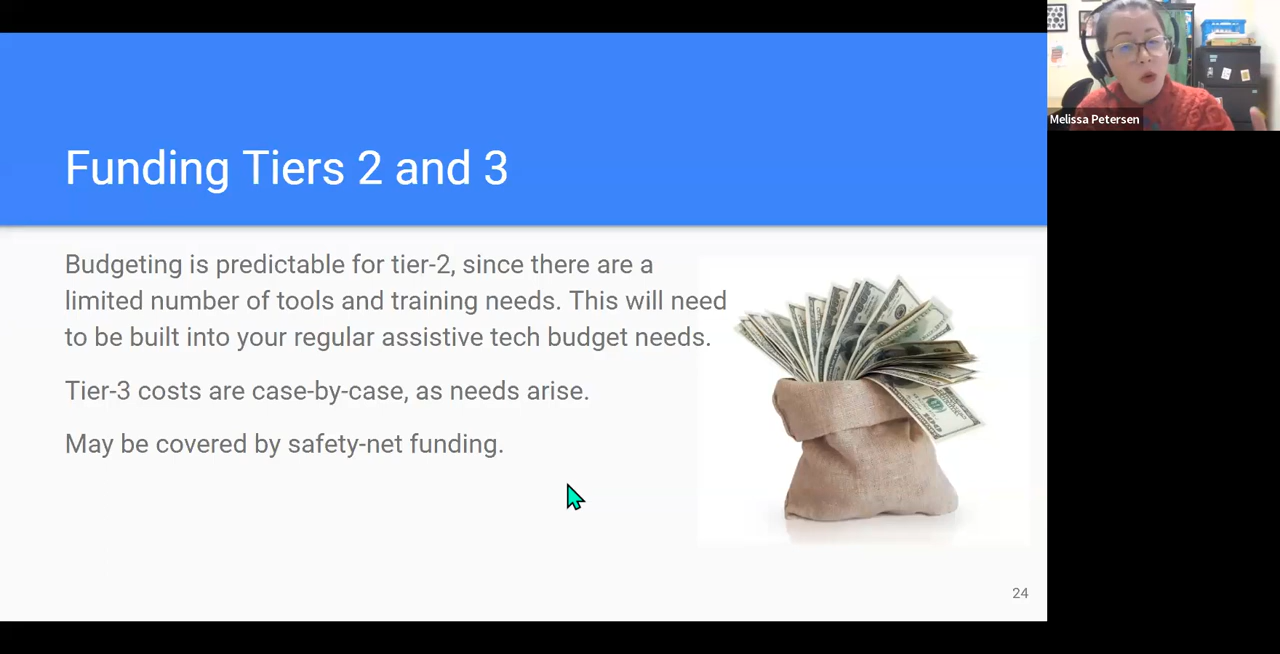 Funding Tiers 2 and 3
Budgeting is predictable for tier-2, since there are a
limited number of tools and training needs. This will need
to be built into your regular assistive tech budget needs.
Tier-3 costs are case-by-case, as needs arise.
May be covered by safety-net funding.
24
Melissa Petersen
100